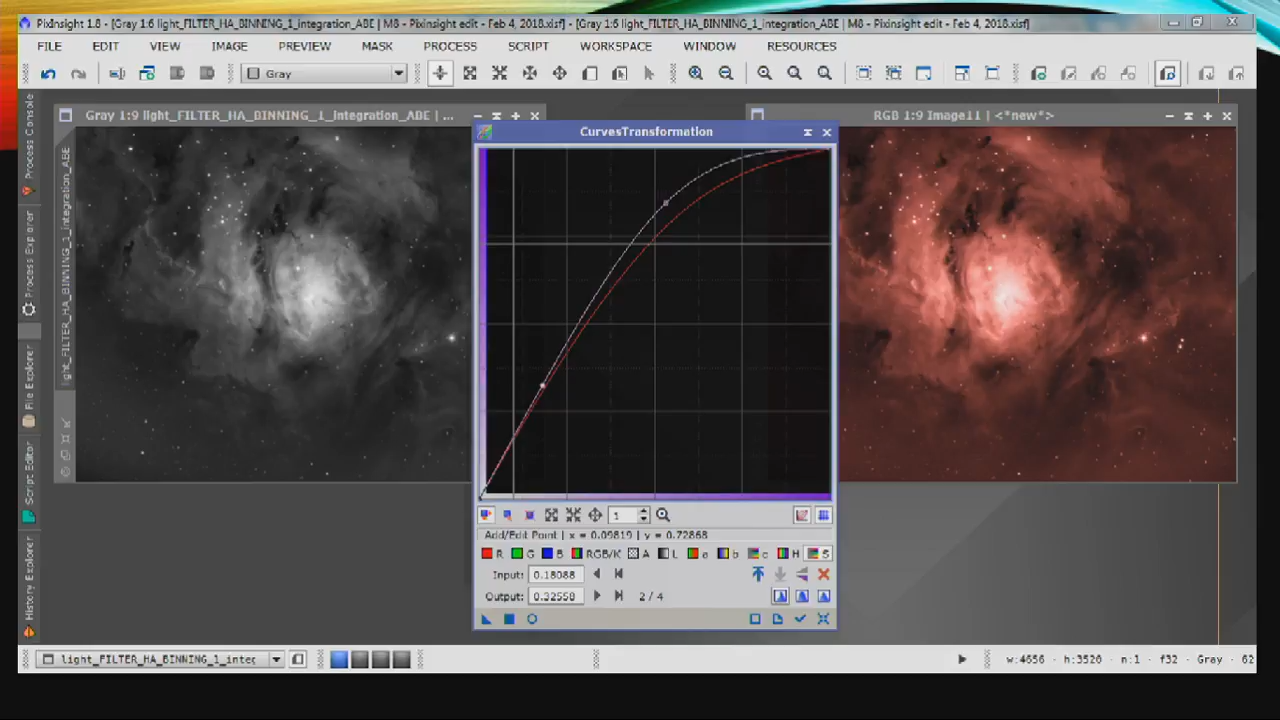 PixInsight 1.8 - [Gray 1:6 light_FILTER_HA_BINNING_1_integration_ABE | M8 - Pixinsight edit - Feb 4, 2018.xisf] - [Gray 1:6 light_FILTER_HA_BINNING_1_integration_ABE | M8 - Pixinsight edit - Feb 4, 2018.xisf]
FILE EDIT VIEW IMAGE PREVIEW MASK PROCESS SCRIPT WORKSPACE WINDOW RESOURCES
Gray
Process Console
Process Explorer
File Explorer
Script Editor
History Explorer
Gray 1:9 light_FILTER_HA_BINNING_1_integration_ABE | ...
light_FILTER_HA_BINNING_1_integration_ABE
CurvesTransformation
RGB 1:9 Image11 | <*new*>
1
Add/Edit Point | x = 0.09819 | y = 0.72868
R G B RGB/K A L a b c H S
Input: 0.18088
Output: 0.32558 2 / 4
light_FILTER_HA_BINNING_1_integ
w:4656 - h:3520 - n:1 - f32 - Gray - 62